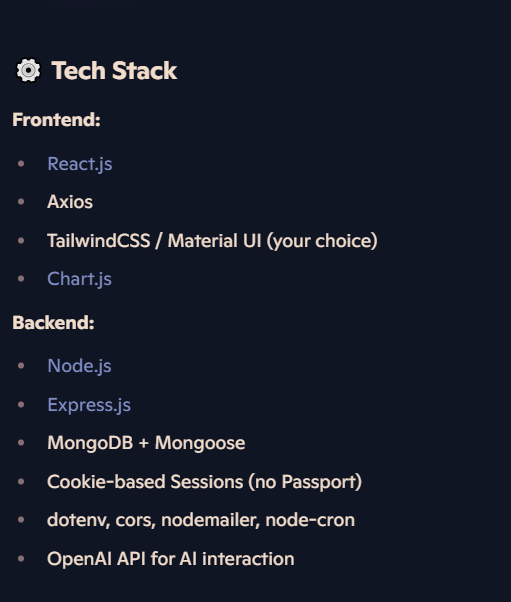 Tech Stack
Frontend:
React.js
Axios
TailwindCSS / Material UI (your choice)
Chart.js
Backend:
Node.js
Express.js
MongoDB + Mongoose
Cookie-based Sessions (no Passport)
dotenv, cors, nodemailer, node-cron
OpenAI API for AI interaction